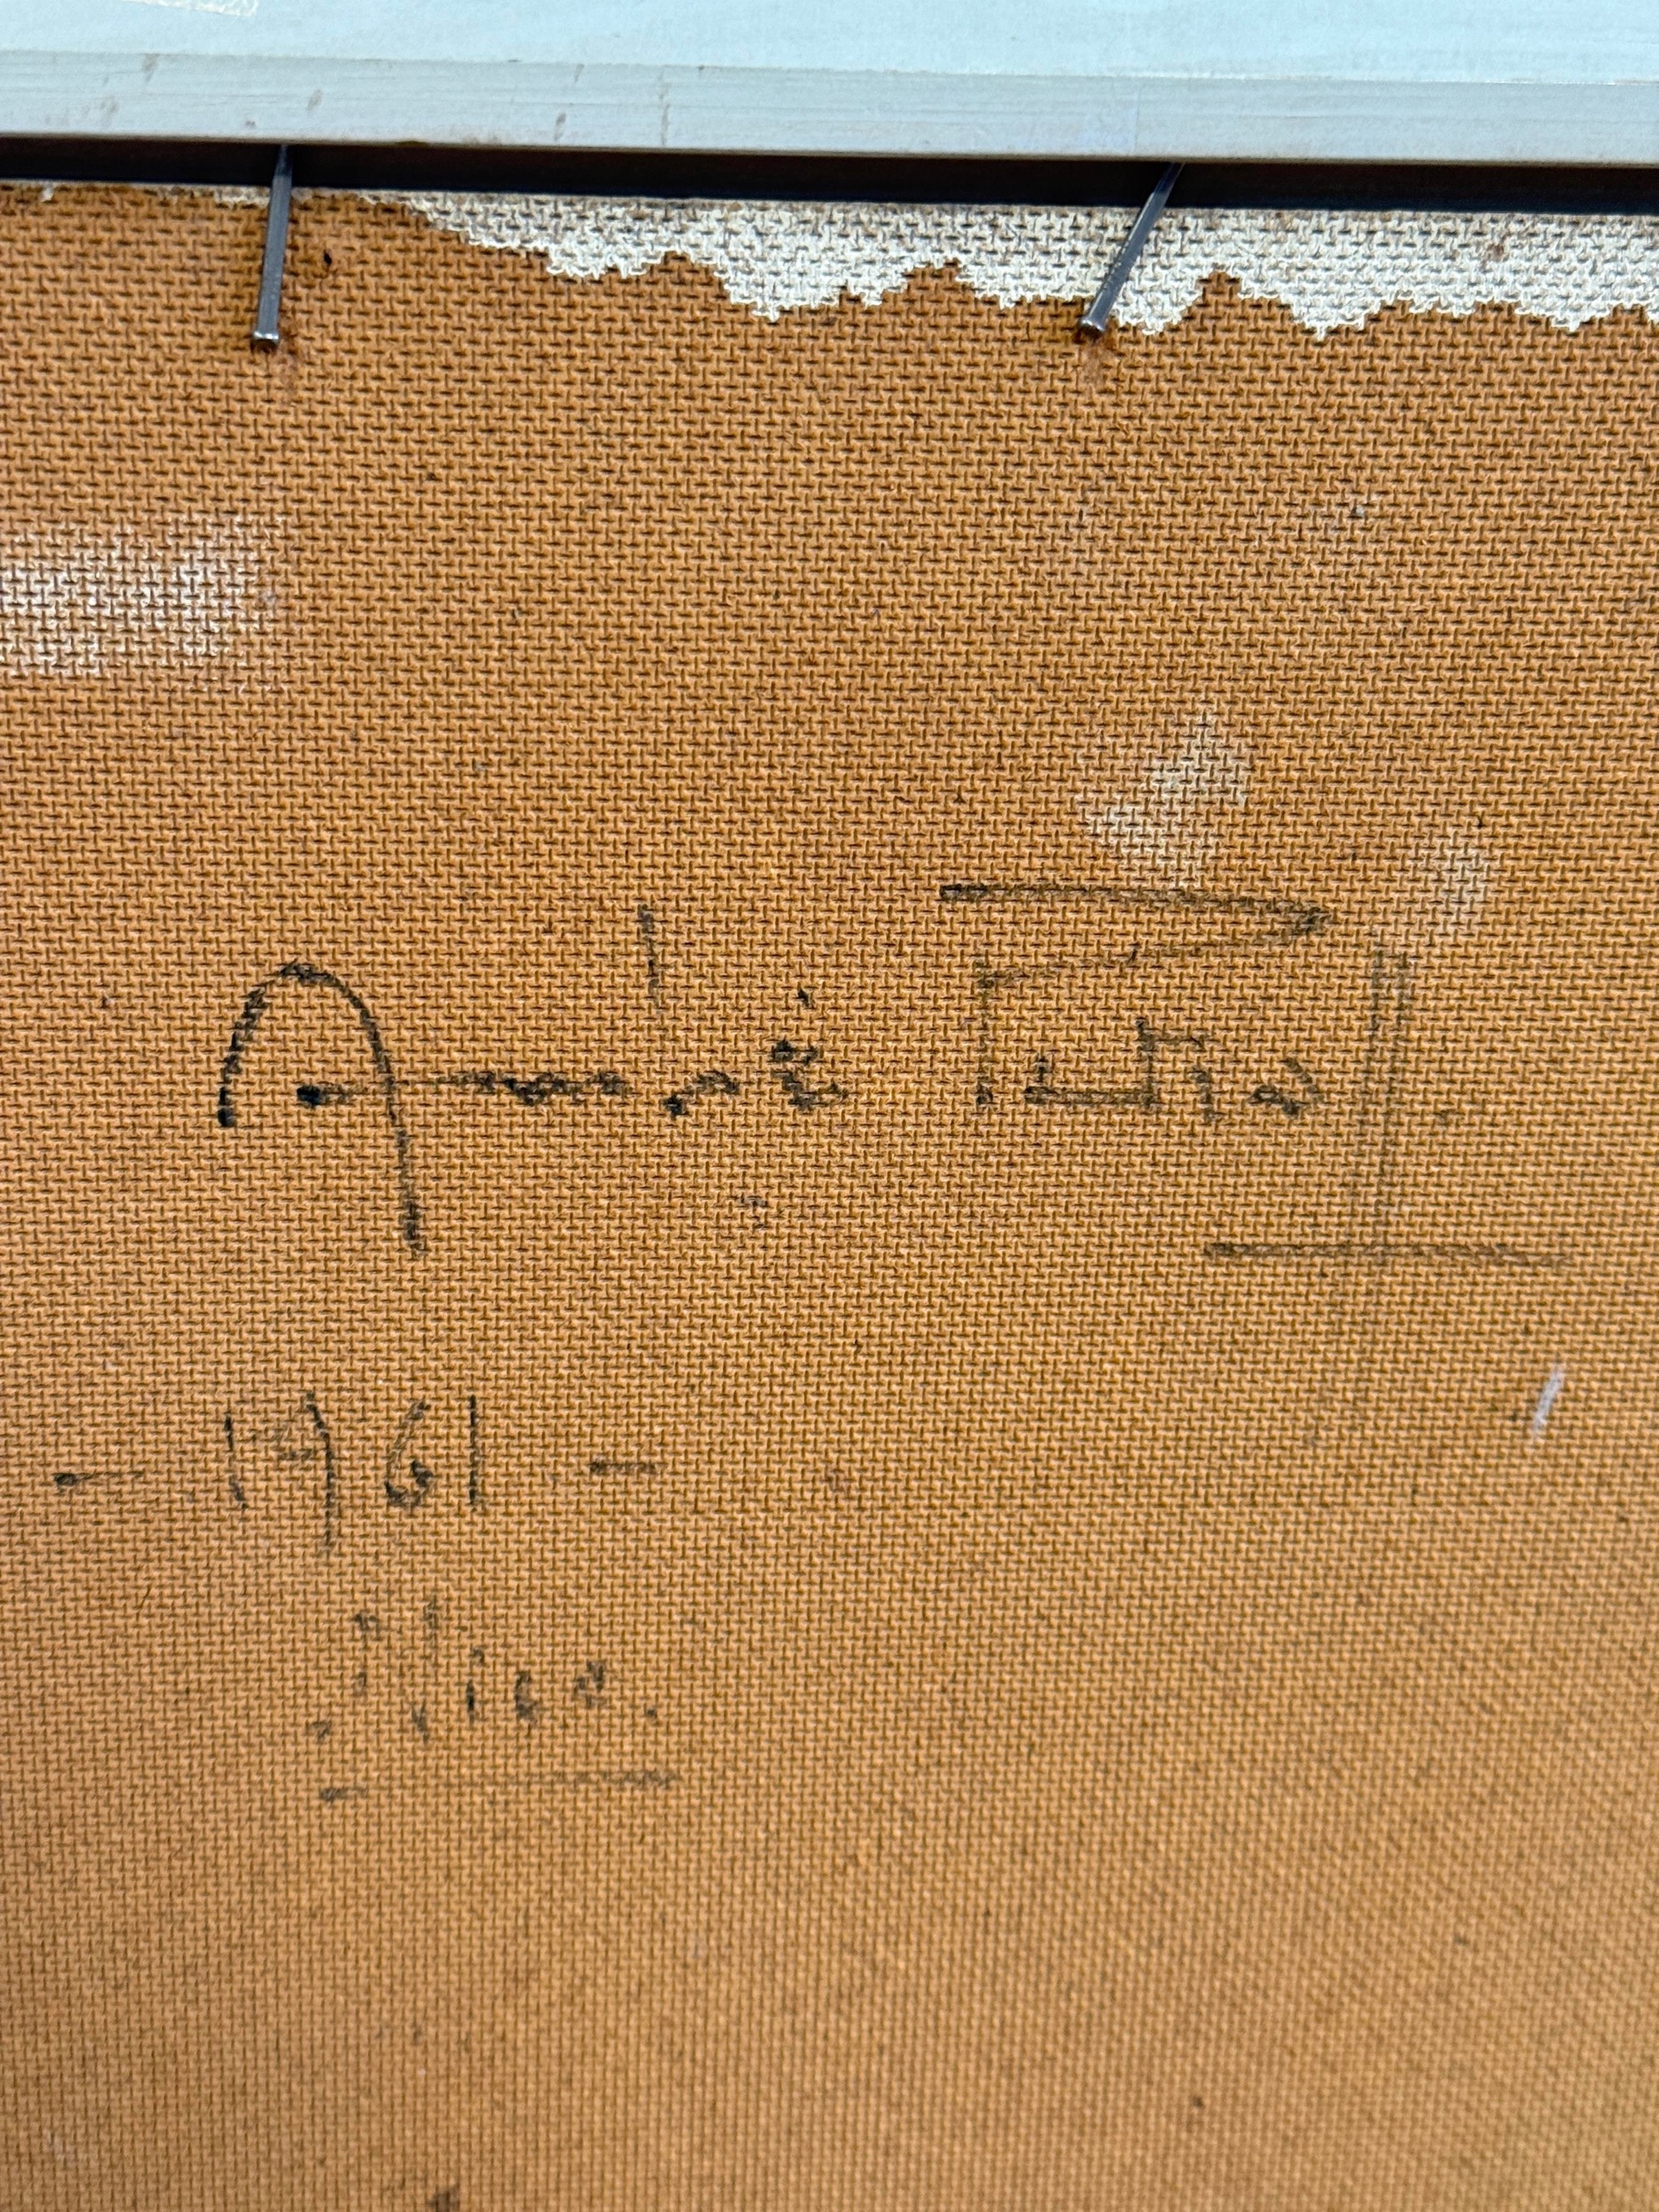 André
- 1961 -
Nice.